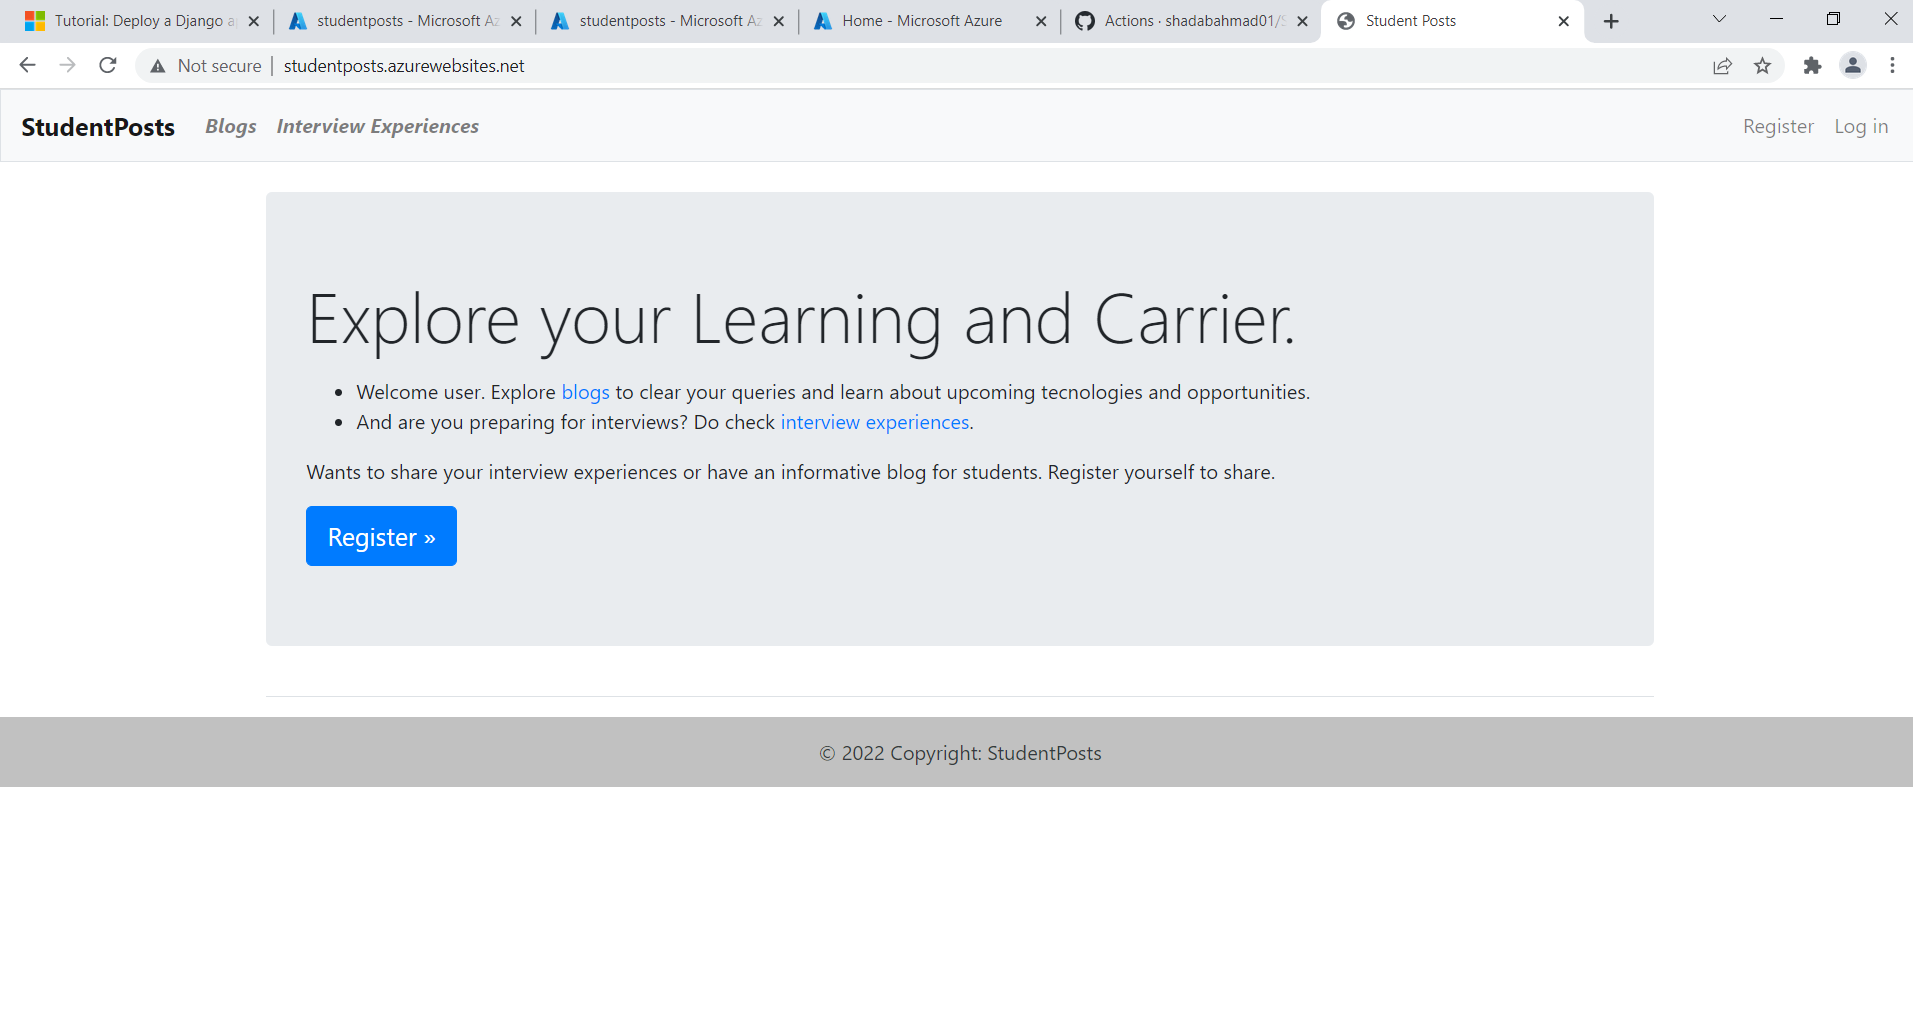 Tutorial: Deploy a Django a
studentposts - Microsoft Az
studentposts - Microsoft Az
Home - Microsoft Azure
Actions · shadabahmad01/S
Student Posts
Not secure
studentposts.azurewebsites.net
StudentPosts
Blogs
Interview Experiences
Register
Log in
Explore your Learning and Carrier.
• Welcome user. Explore blogs to clear your queries and learn about upcoming tecnologies and opportunities.
• And are you preparing for interviews? Do check interview experiences.
Wants to share your interview experiences or have an informative blog for students. Register yourself to share.
Register »
© 2022 Copyright: StudentPosts